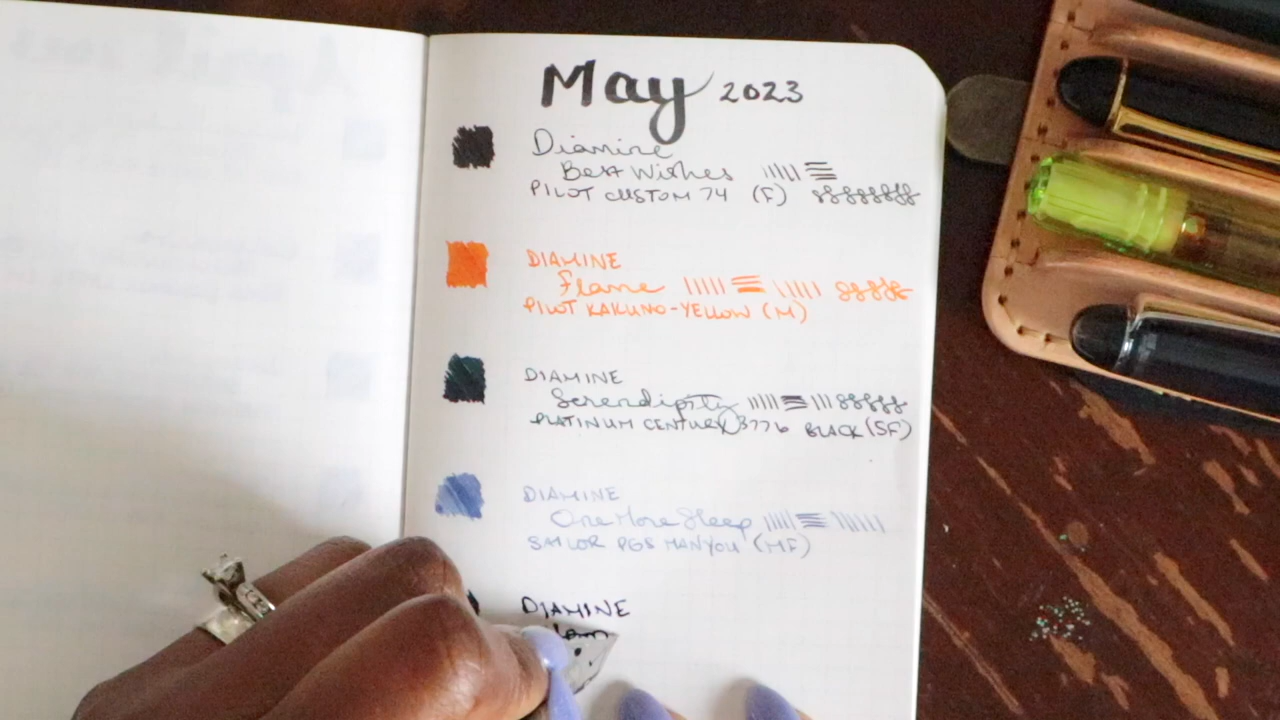 May 2023
Diamine
Best Wishes
PILOT CUSTOM 74 (F)
DIAMINE
Flame
PILOT KAKUNO-YELLOW (M)
DIAMINE
Serendipity
PLATINUM CENTURY 3776 BLACK (SF)
DIAMINE
One More Sleep
SAILOR PGS MANYOU (MF)
DIAMINE